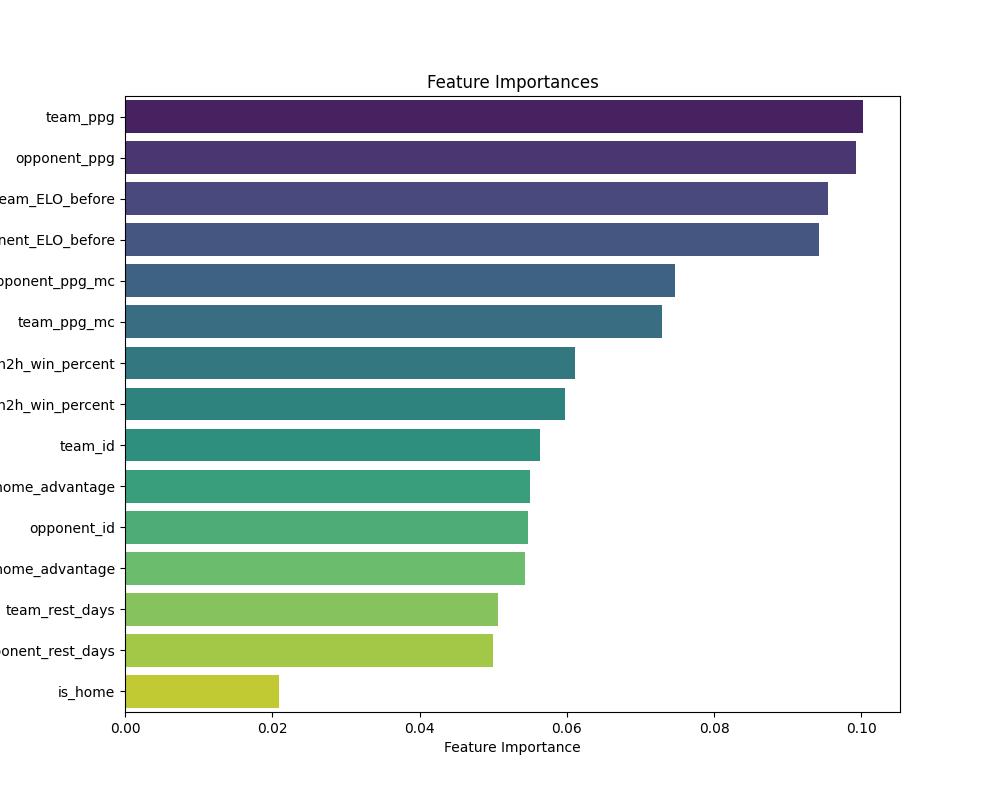 Feature Importances
team_ppg
opponent_ppg
eam_ELO_before
nent_ELO_before
pponent_ppg_mc
team_ppg_mc
h2h_win_percent
h2h_win_percent
team_id
home_advantage
opponent_id
home_advantage
team_rest_days
ponent_rest_days
is_home
0.00 0.02 0.04 0.06 0.08 0.10
Feature Importance